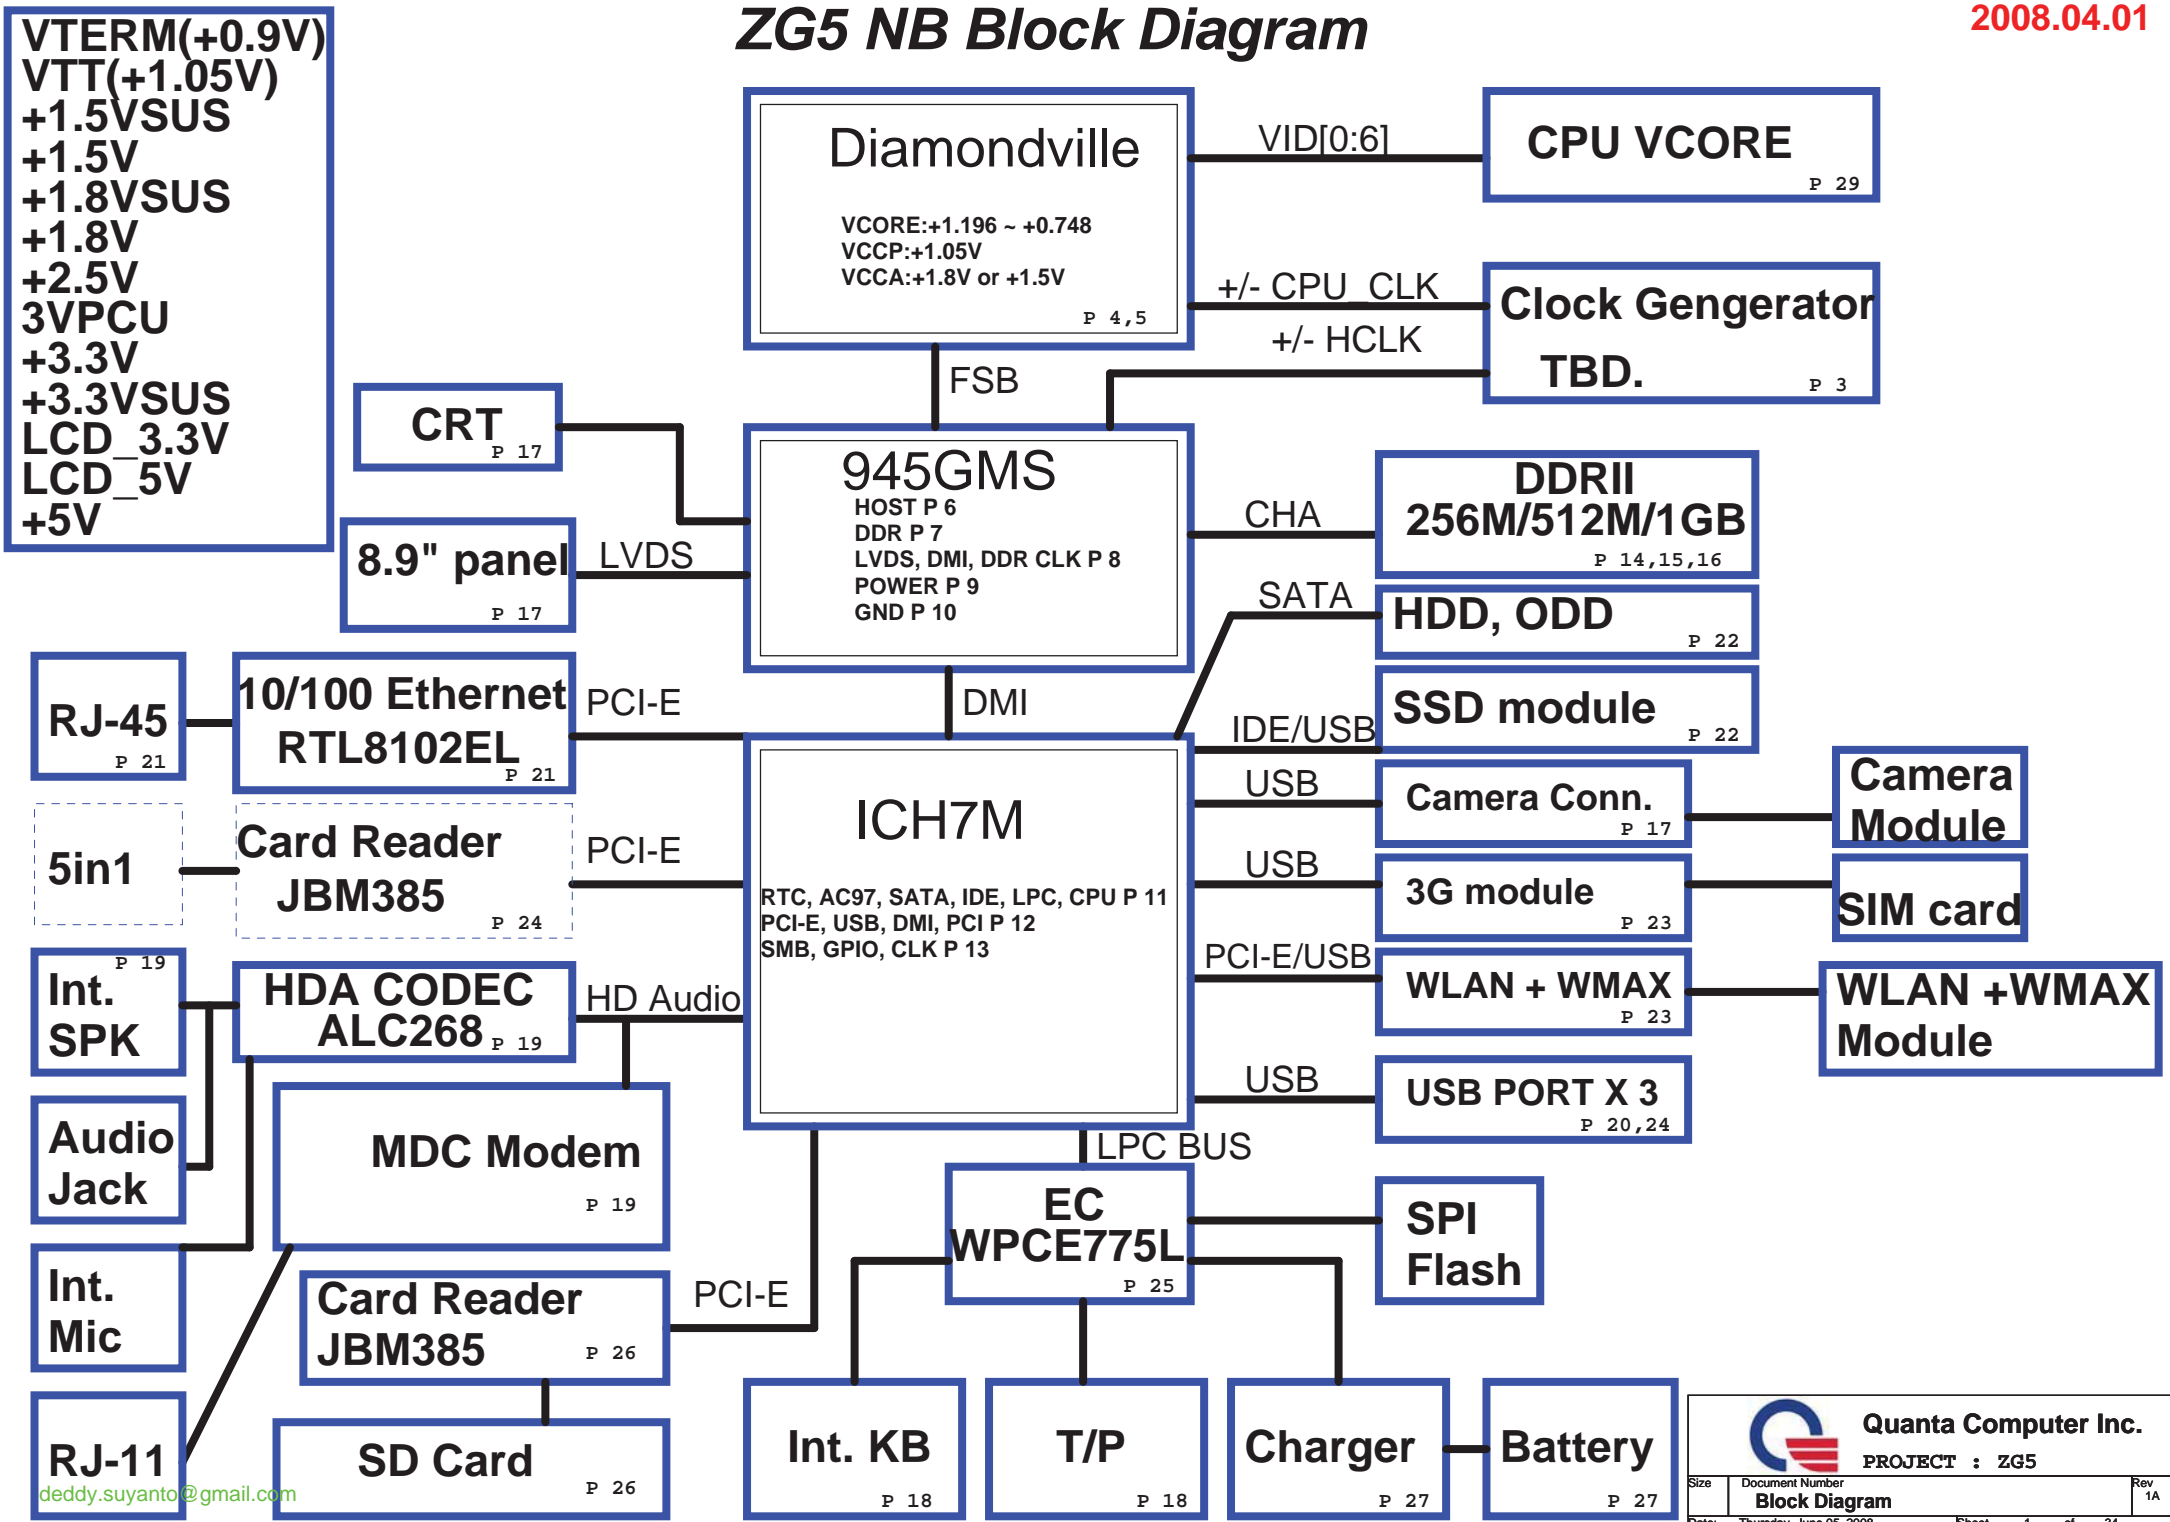 ZG5 NB Block Diagram
2008.04.01
VTERM(+0.9V)
VTT(+1.05V)
+1.5VSUS
+1.5V
+1.8VSUS
+1.8V
+2.5V
3VPCU
+3.3V
+3.3VSUS
LCD_3.3V
LCD_5V
+5V
Diamondville
VCORE:+1.196 ~ +0.748
VCCP:+1.05V
VCCA:+1.8V or +1.5V
P 4,5
VID[0:6]
CPU VCORE
P 29
+/- CPU_CLK
+/- HCLK
Clock Gengerator
TBD.
P 3
FSB
CRT
P 17
8.9" panel
P 17
LVDS
945GMS
HOST P 6
DDR P 7
LVDS, DMI, DDR CLK P 8
POWER P 9
GND P 10
CHA
DDRII
256M/512M/1GB
P 14,15,16
SATA
HDD, ODD
P 22
RJ-45
P 21
10/100 Ethernet
RTL8102EL
P 21
PCI-E
DMI
IDE/USB
SSD module
P 22
5in1
Card Reader
JBM385
P 24
PCI-E
ICH7M
RTC, AC97, SATA, IDE, LPC, CPU P 11
PCI-E, USB, DMI, PCI P 12
SMB, GPIO, CLK P 13
USB
Camera Conn.
P 17
Camera
Module
USB
3G module
P 23
SIM card
PCI-E/USB
WLAN + WMAX
P 23
WLAN +WMAX
Module
USB
USB PORT X 3
P 20,24
P 19
Int.
SPK
HDA CODEC
ALC268
P 19
HD Audio
Audio
Jack
MDC Modem
P 19
LPC BUS
EC
WPCE775L
P 25
SPI
Flash
Int.
Mic
Card Reader
JBM385
P 26
PCI-E
RJ-11
deddy.suyanto@gmail.com
SD Card
P 26
Int. KB
P 18
T/P
P 18
Charger
P 27
Battery
P 27
Quanta Computer Inc.
PROJECT : ZG5
Size
Document Number
Rev
Block Diagram
1A
Date: Thursday, June 05, 2008
Sheet 1 of 34